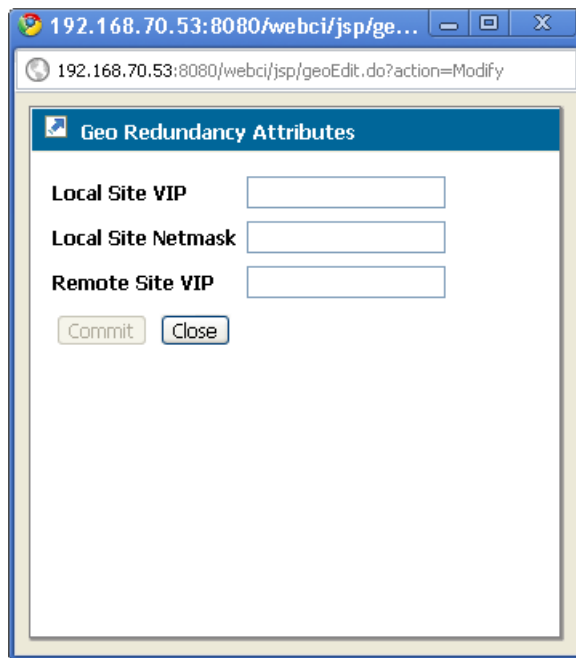 192.168.70.53:8080/webci/jsp/ge...
192.168.70.53:8080/webci/jsp/geoEdit.do?action=Modify
Geo Redundancy Attributes
Local Site VIP
Local Site Netmask
Remote Site VIP
Commit Close